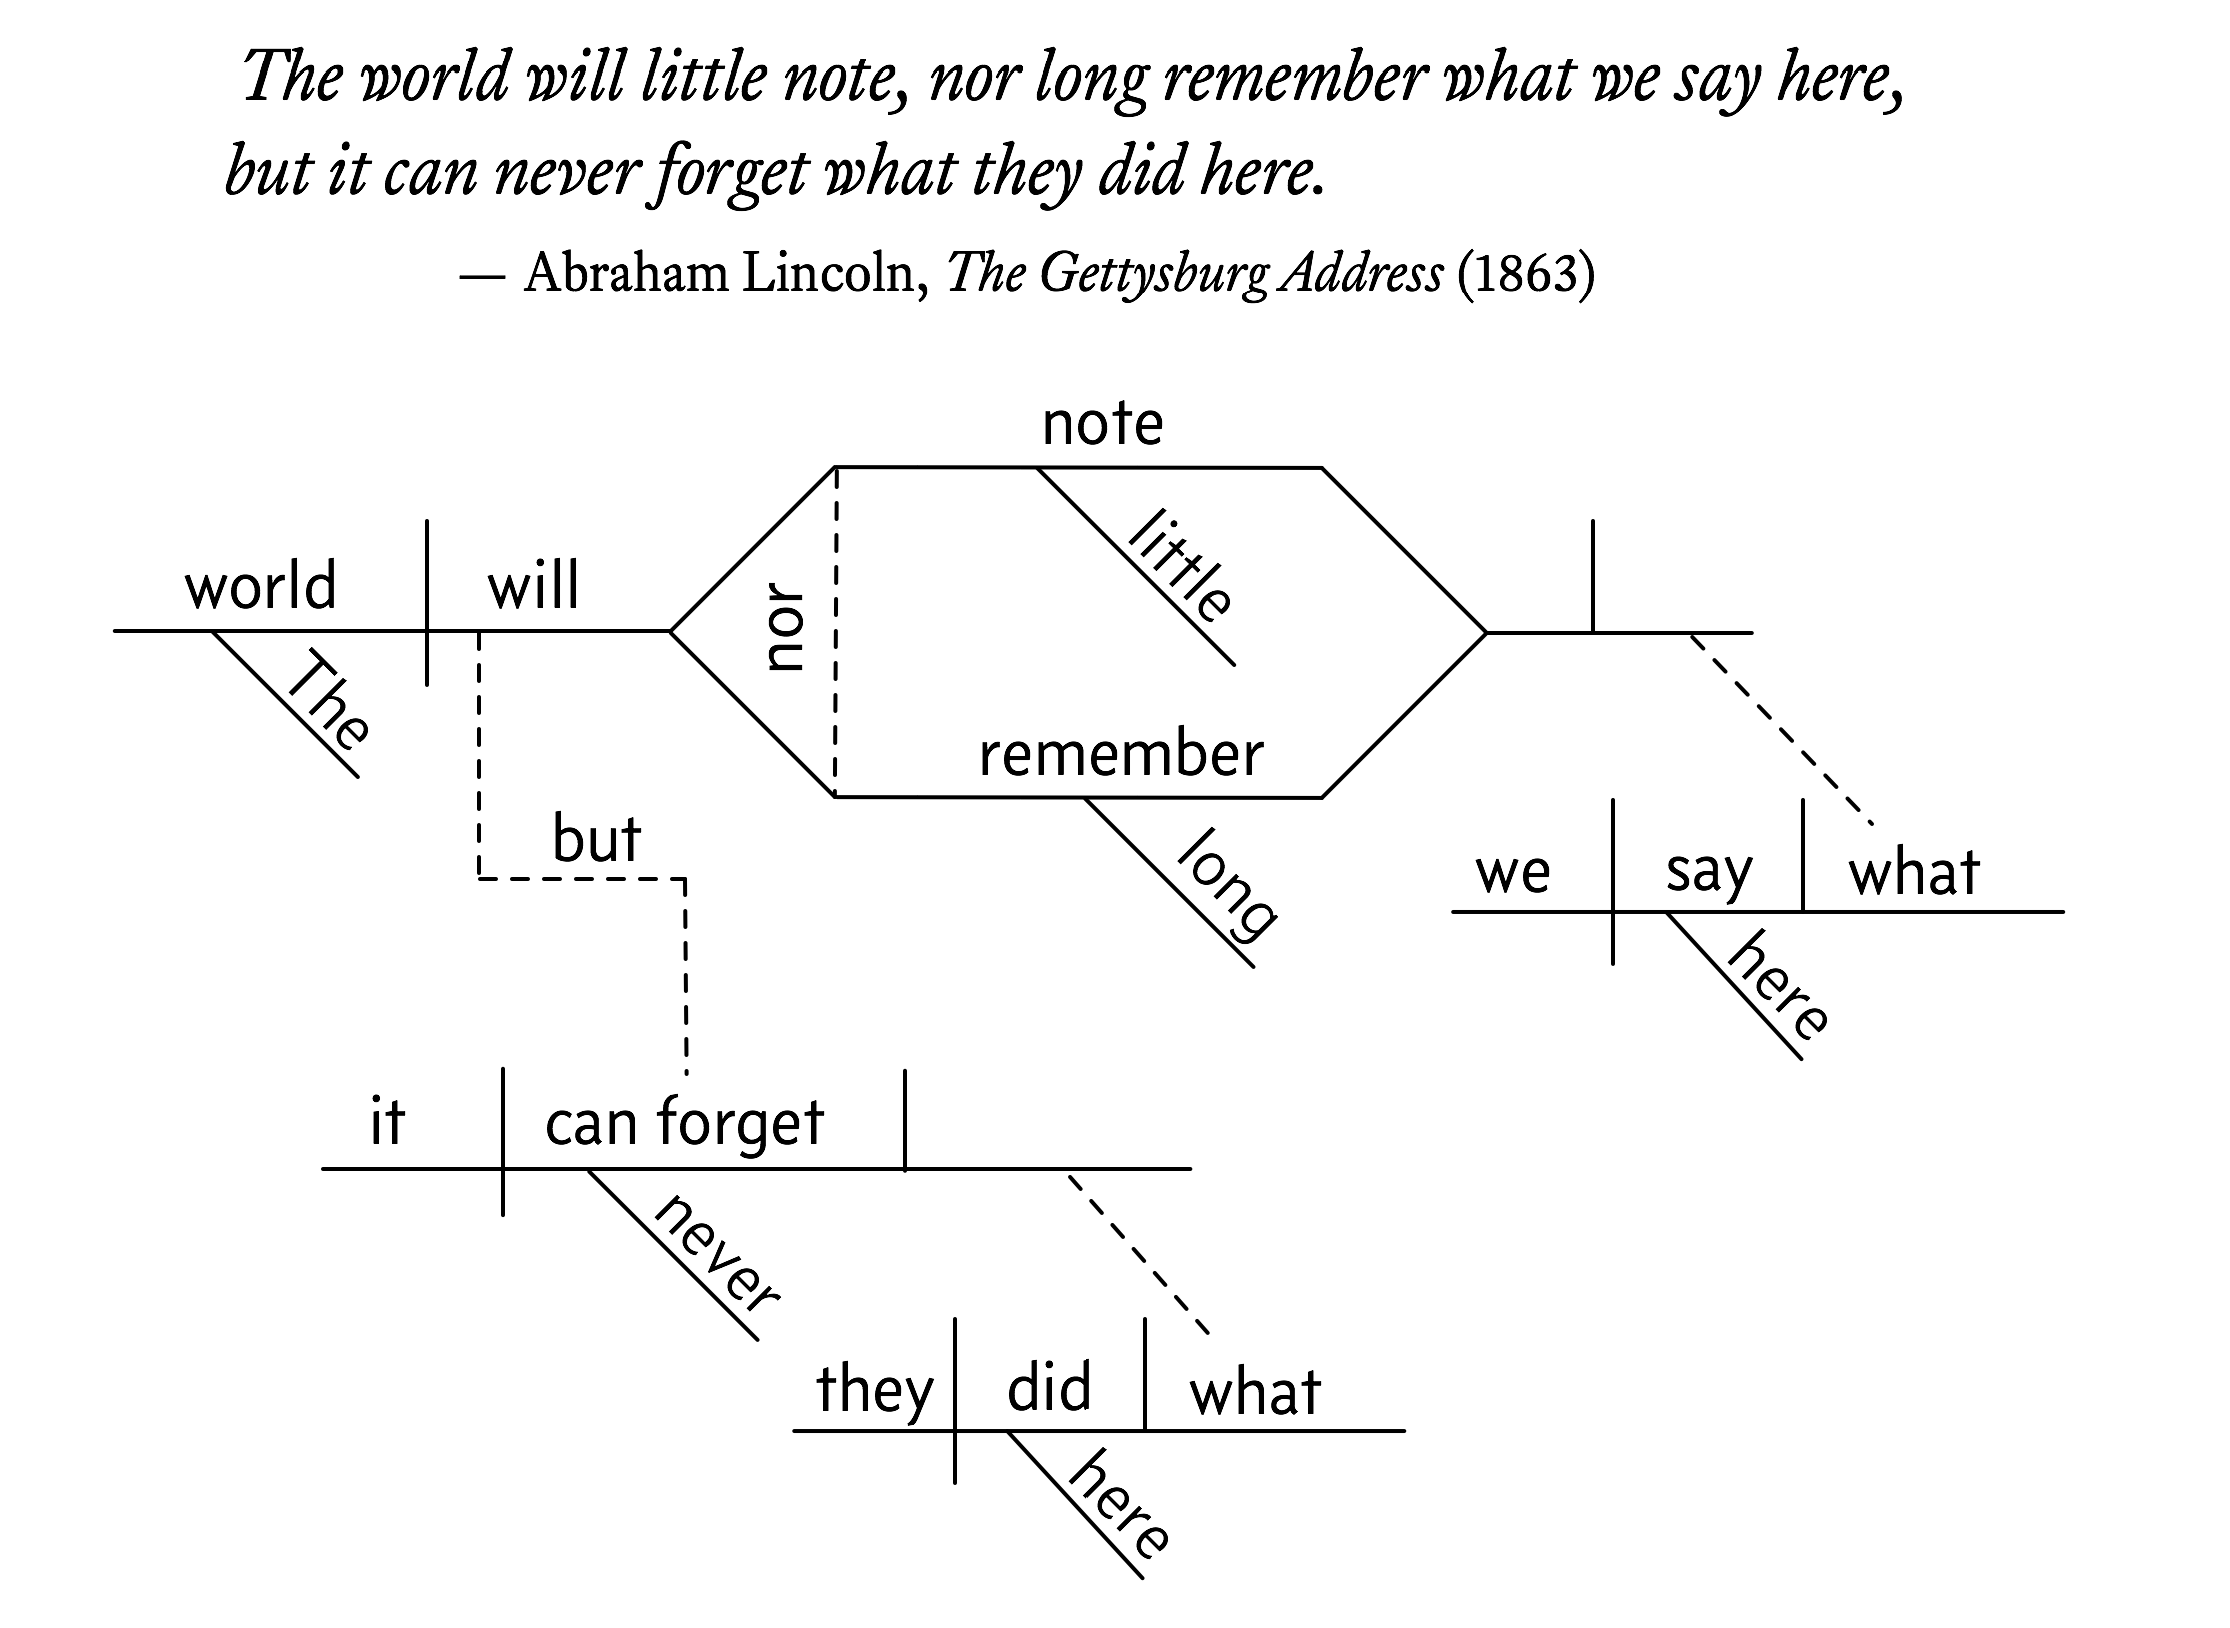 The world will little note, nor long remember what we say here,
but it can never forget what they did here.
— Abraham Lincoln, The Gettysburg Address (1863)
note
little
world
will
nor
The
remember
but
long
we
say
what
here
it
can forget
never
they
did
what
here